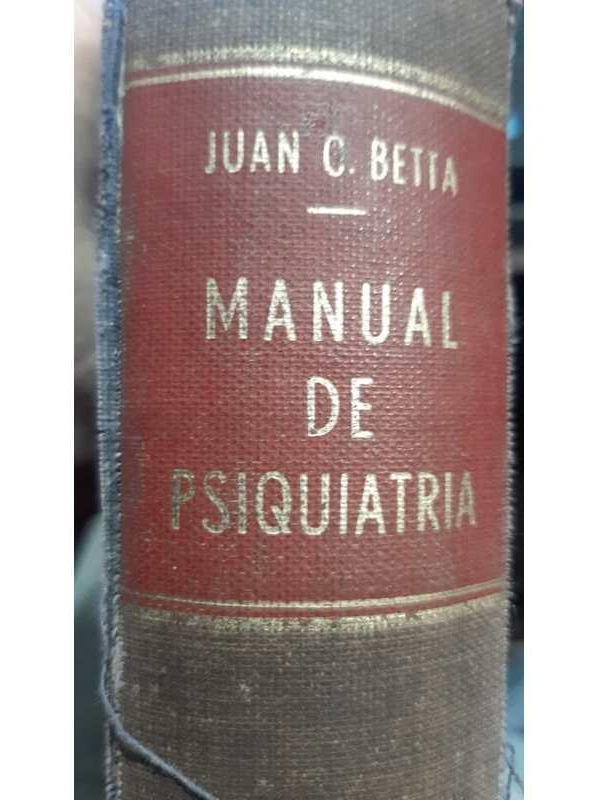 JUAN C. BETTA
MANUAL
DE
PSIQUIATRIA